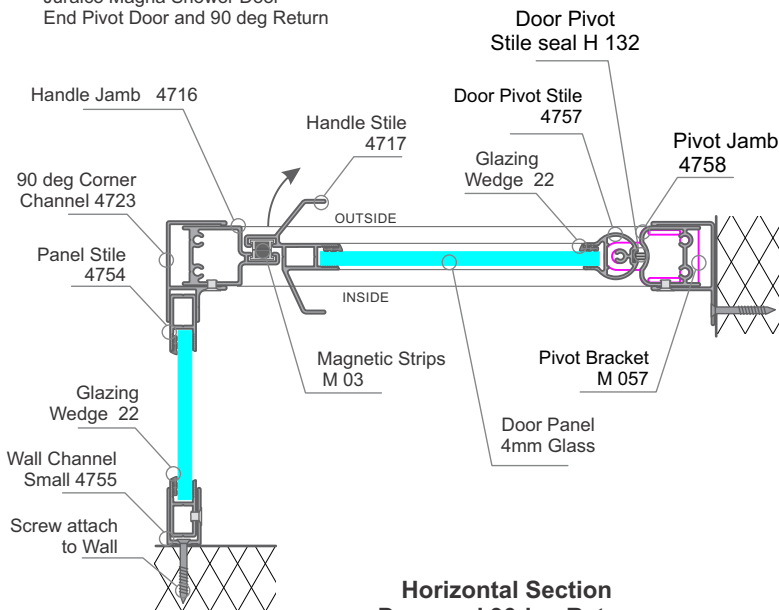 End Pivot Door and 90 deg Return
Door Pivot
Stile seal H 132
Handle Jamb 4716
Door Pivot Stile
4757
Handle Stile
4717
Pivot Jamb
4758
Glazing
Wedge 22
90 deg Corner
Channel 4723
OUTSIDE
Panel Stile
4754
INSIDE
Magnetic Strips
M 03
Pivot Bracket
M 057
Glazing
Wedge 22
Door Panel
4mm Glass
Wall Channel
Small 4755
Screw attach
to Wall
Horizontal Section